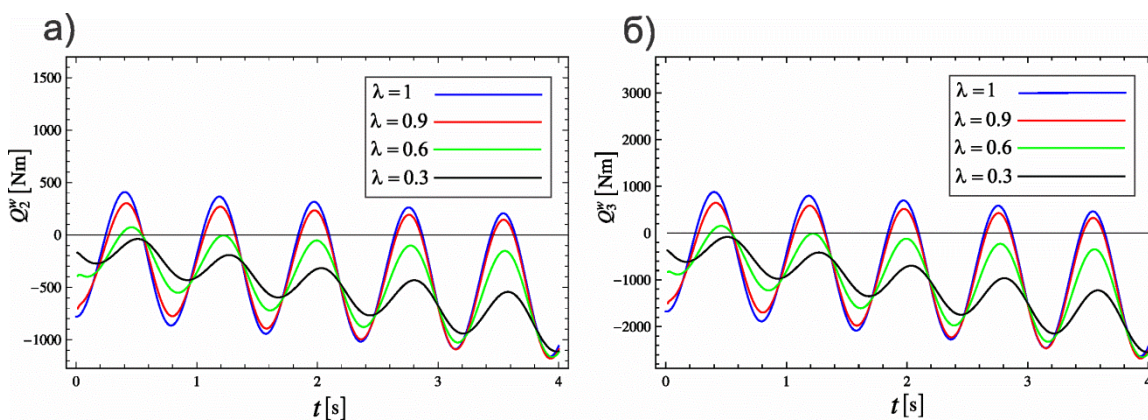 а)
1500
1000
500
0
−500
−1000
Q₂ʷ [Nm]
λ = 1
λ = 0.9
λ = 0.6
λ = 0.3
0 1 2 3 4
t [s]
б)
3000
2000
1000
0
−1000
−2000
Q₃ʷ [Nm]
λ = 1
λ = 0.9
λ = 0.6
λ = 0.3
0 1 2 3 4
t [s]